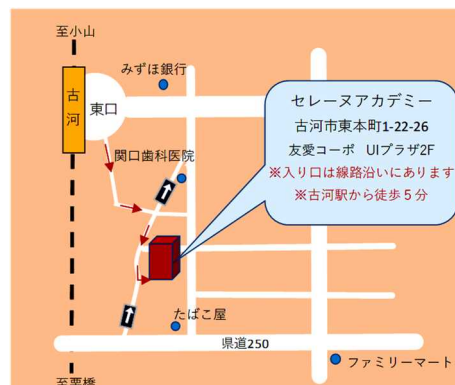 至小山
みずほ銀行
古河
東口
セレーヌアカデミー
古河市東本町1-22-26
友愛コーポ UIプラザ2F
※入り口は線路沿いにあります
※古河駅から徒歩5分
関口歯科医院
たばこ屋
県道250
ファミリーマート
至栗橋